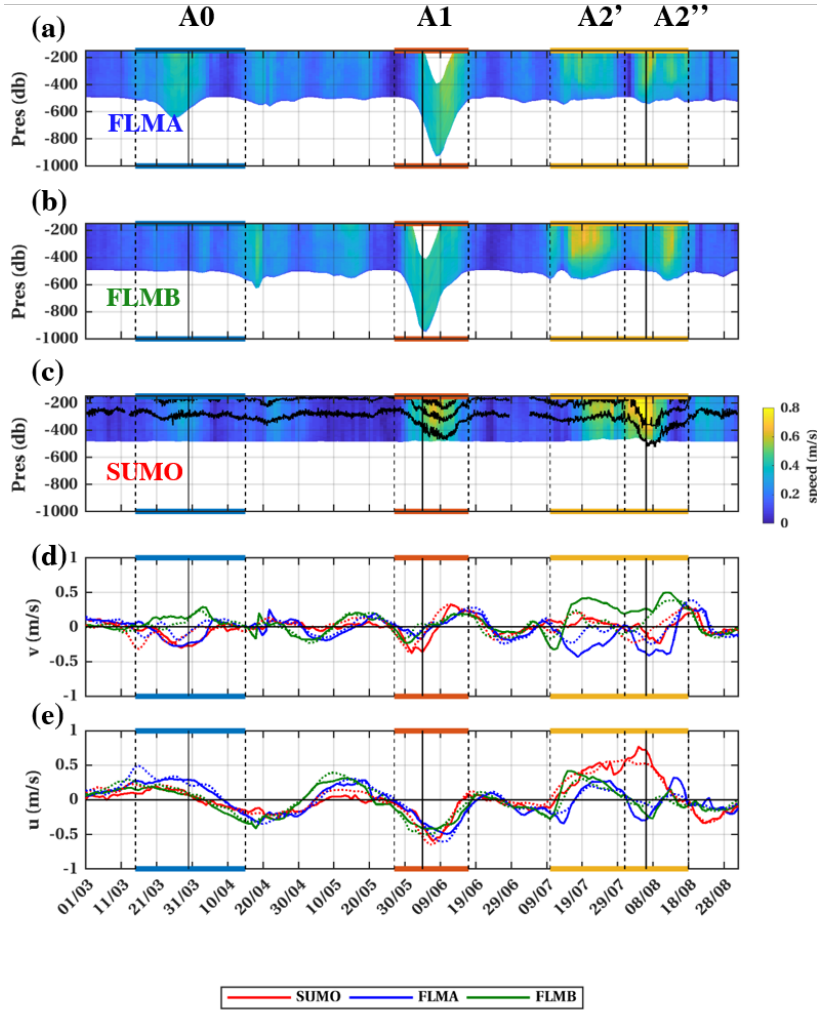 A0 A1 A2’ A2’’
(a)
-200
-400
-600
-800
-1000
Pres (db)
FLMA
(b)
-200
-400
-600
-800
-1000
Pres (db)
FLMB
(c)
-200
-400
-600
-800
-1000
Pres (db)
SUMO
0.8
0.6
0.4
0.2
0
speed (m/s)
(d)
1
0.5
0
-0.5
-1
v (m/s)
(e)
1
0.5
0
-0.5
-1
u (m/s)
01/03 11/03 21/03 31/03 10/04 20/04 30/04 10/05 20/05 30/05 09/06 19/06 29/06 09/07 19/07 29/07 08/08 18/08 28/08
SUMO FLMA FLMB